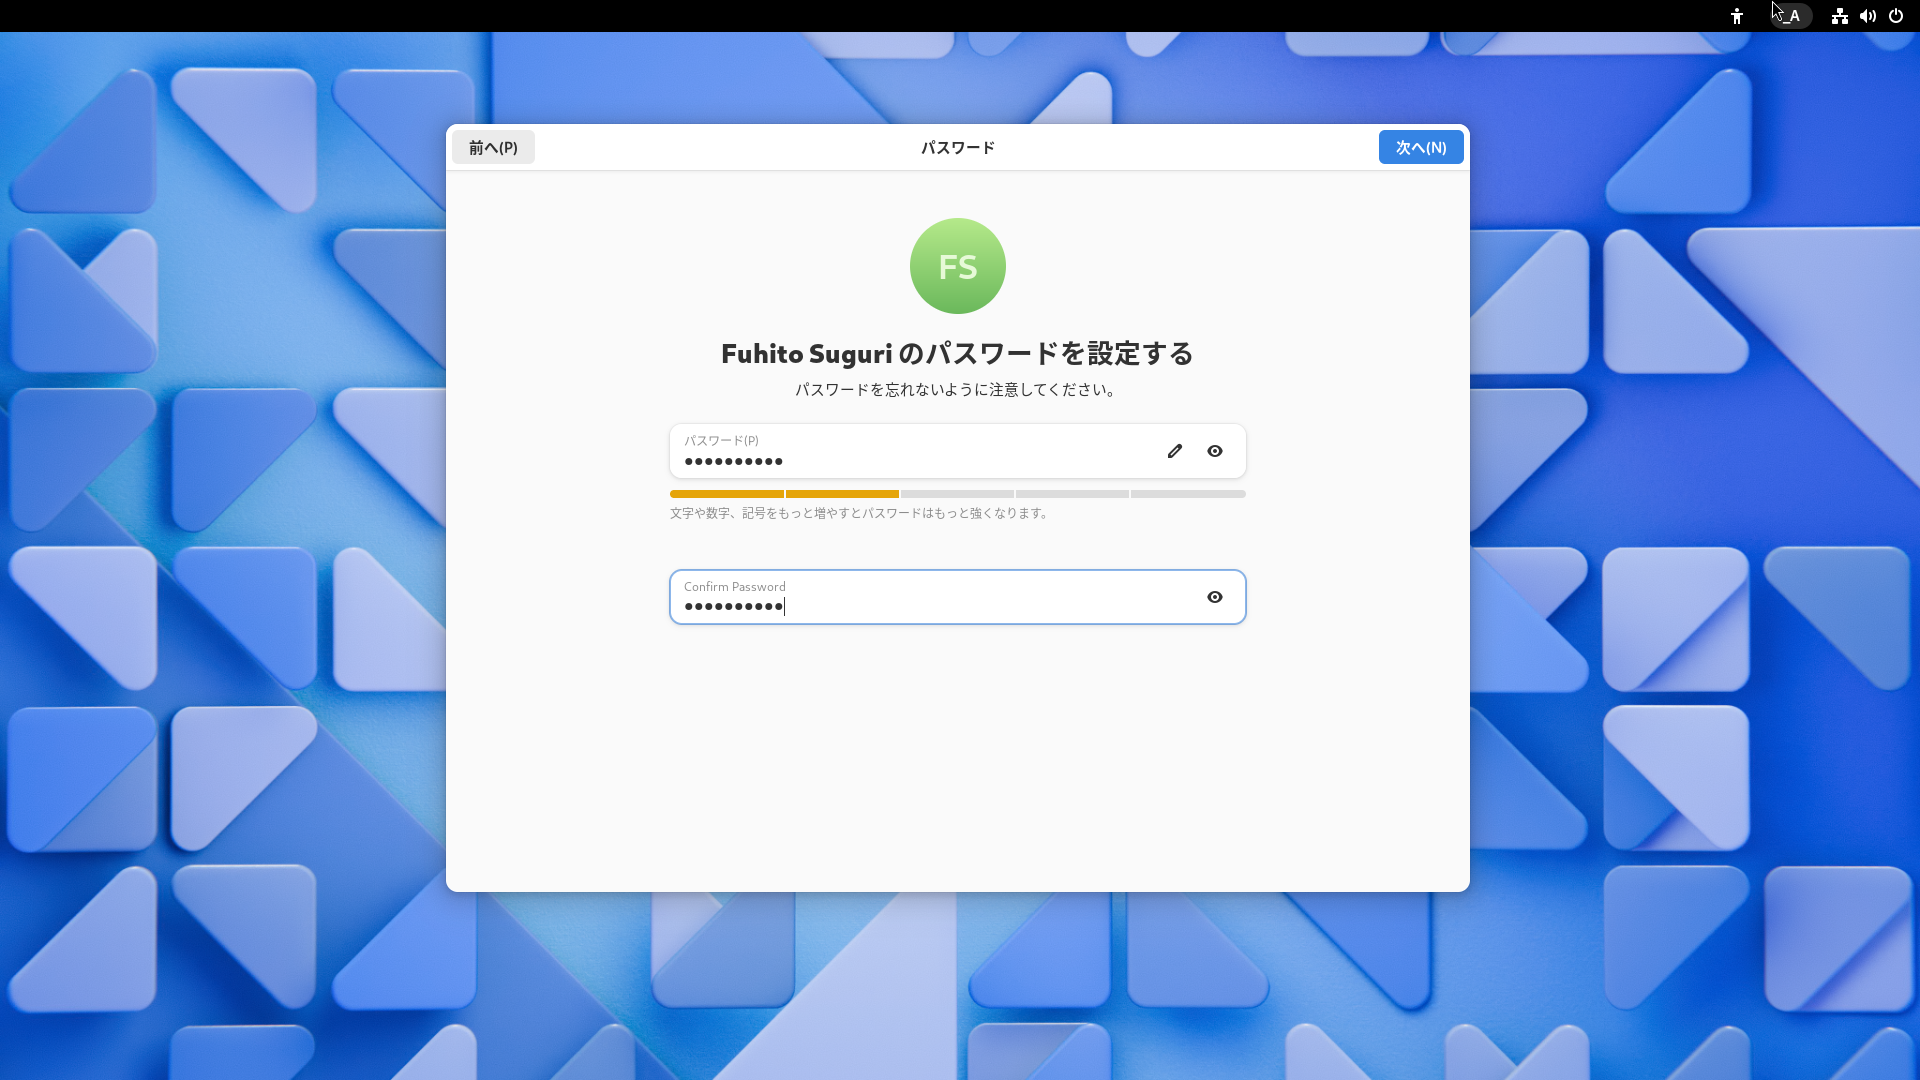 _A
前へ(P)
パスワード
次へ(N)
FS
Fuhito Suguri のパスワードを設定する
パスワードを忘れないように注意してください。
パスワード(P)
●●●●●●●●●●
文字や数字、記号をもっと増やすとパスワードはもっと強くなります。
Confirm Password
●●●●●●●●●●